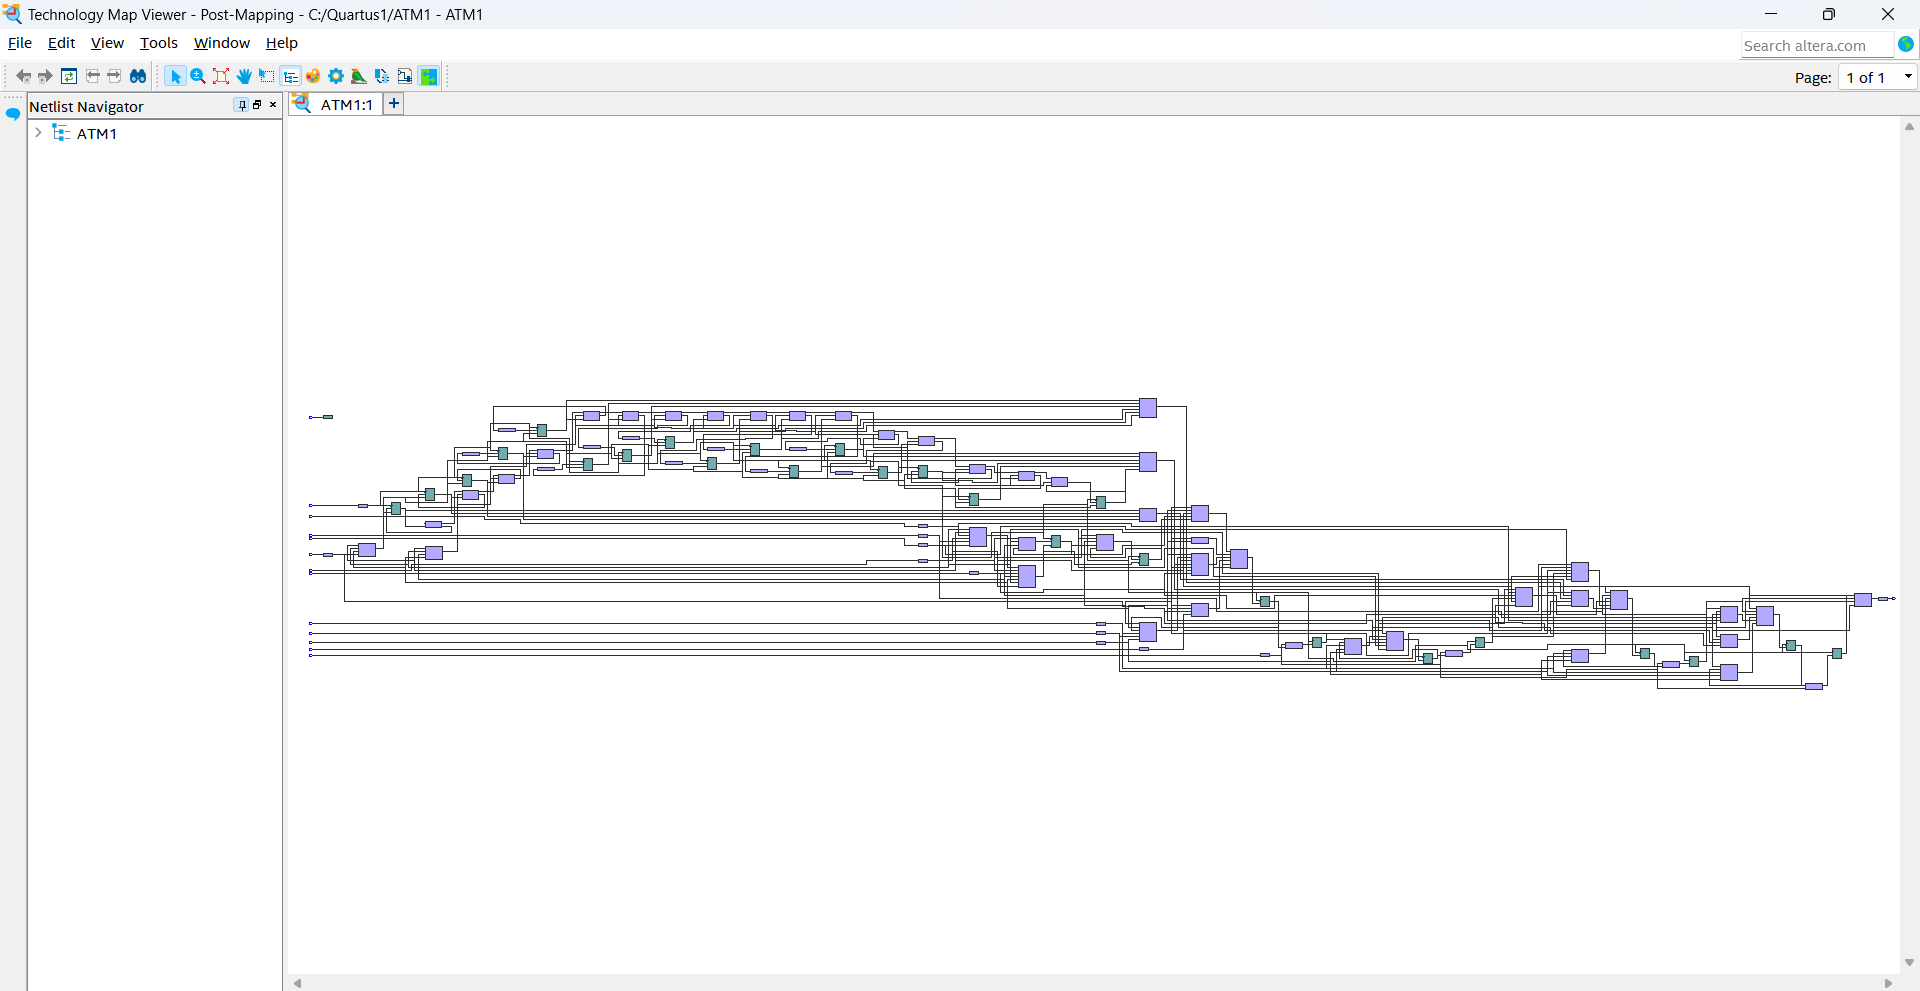 Technology Map Viewer - Post-Mapping - C:/Quartus1/ATM1 - ATM1
File Edit View Tools Window Help
Search altera.com
Page: 1 of 1
Netlist Navigator
ATM1:1
ATM1